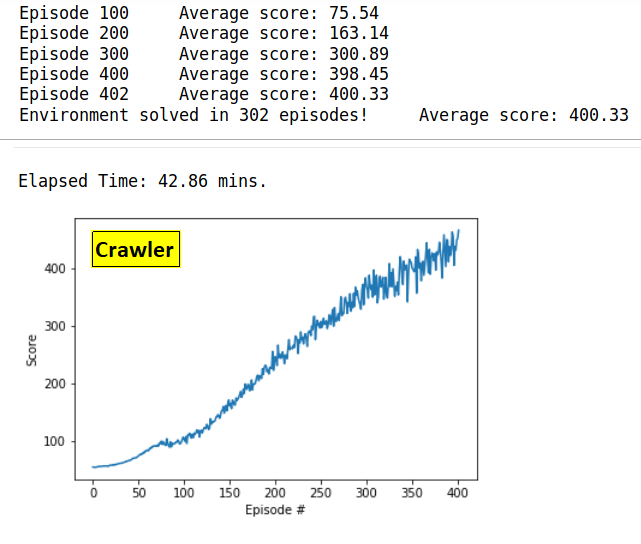 Episode 100 Average score: 75.54
Episode 200 Average score: 163.14
Episode 300 Average score: 300.89
Episode 400 Average score: 398.45
Episode 402 Average score: 400.33
Environment solved in 302 episodes! Average score: 400.33
Elapsed Time: 42.86 mins.
Crawler
400
300
200
100
Score
0 50 100 150 200 250 300 350 400
Episode #